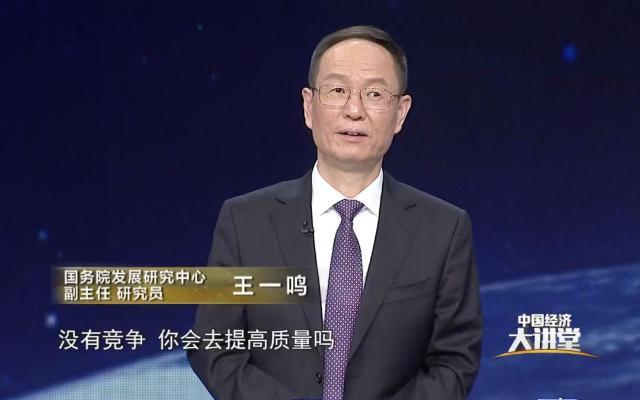 国务院发展研究中心
副主任 研究员
王一鸣
没有竞争 你会去提高质量吗
中国经济
大讲堂